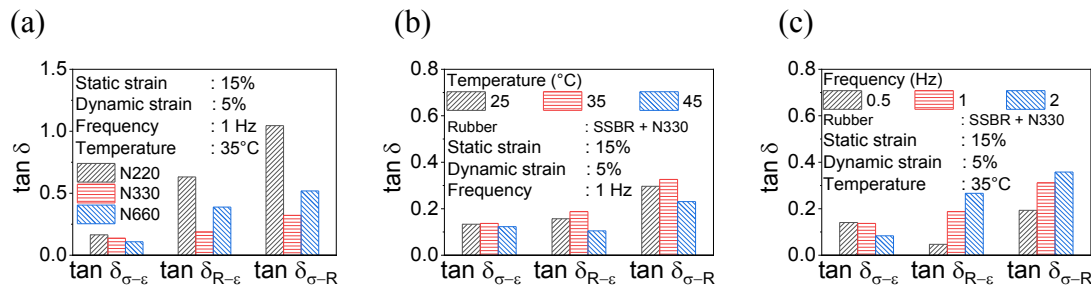 (a)
1.5
1.0
0.5
0.0
tan δ
Static strain : 15%
Dynamic strain : 5%
Frequency : 1 Hz
Temperature : 35°C
N220
N330
N660
tan δσ–ε tan δR–ε tan δσ–R
(b)
0.8
0.6
0.4
0.2
0.0
tan δ
Temperature (°C)
25 35 45
Rubber : SSBR + N330
Static strain : 15%
Dynamic strain : 5%
Frequency : 1 Hz
tan δσ–ε tan δR–ε tan δσ–R
(c)
0.8
0.6
0.4
0.2
0.0
tan δ
Frequency (Hz)
0.5 1 2
Rubber : SSBR + N330
Static strain : 15%
Dynamic strain : 5%
Temperature : 35°C
tan δσ–ε tan δR–ε tan δσ–R